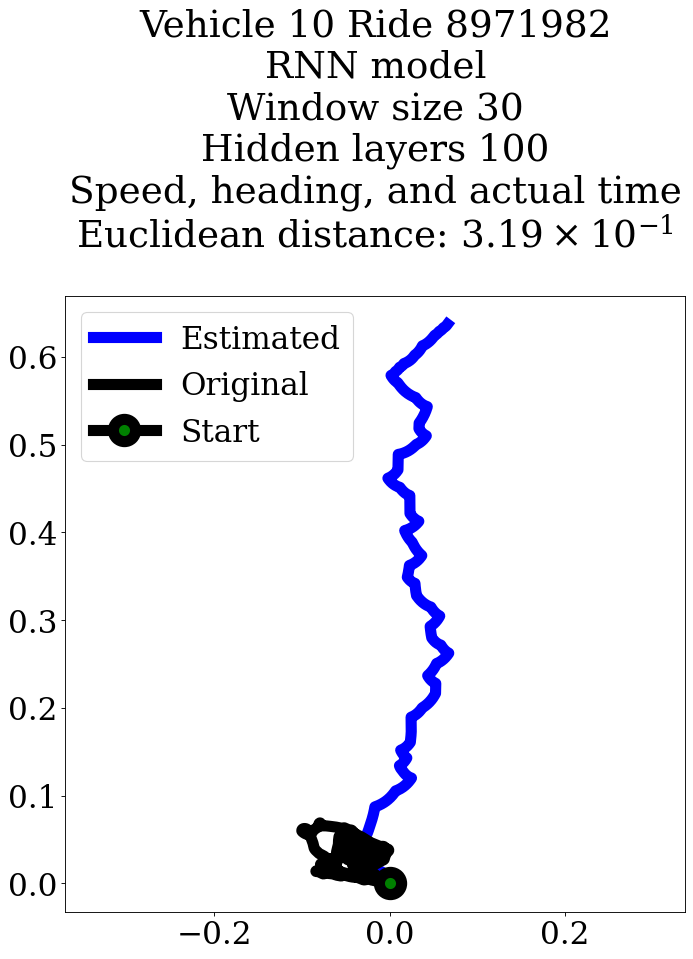 Vehicle 10 Ride 8971982
RNN model
Window size 30
Hidden layers 100
Speed, heading, and actual time
Euclidean distance: 3.19 × 10⁻¹
Estimated
Original
Start
0.6
0.5
0.4
0.3
0.2
0.1
0.0
−0.2
0.0
0.2